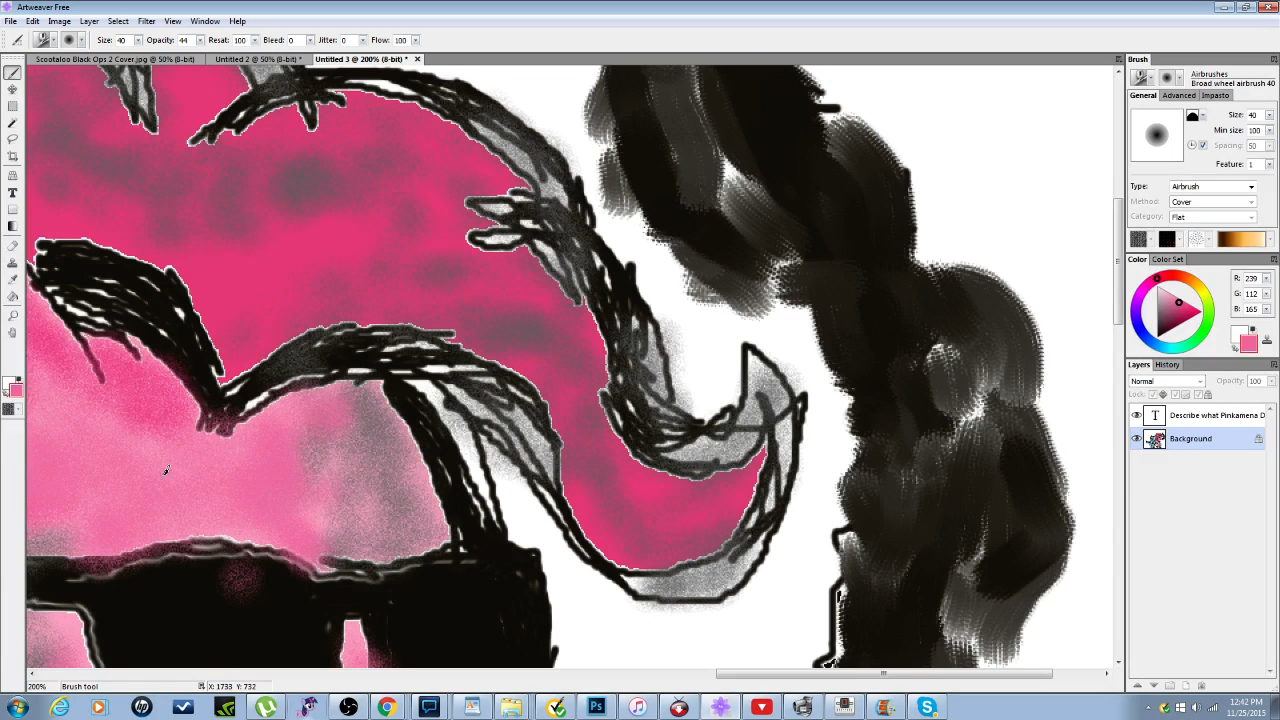 Artweaver Free
File Edit Image Layer Select Filter View Window Help
Size: 40 Opacity: 44 Resat: 100 Bleed: 0 Jitter: 0 Flow: 100
Scootaloo Black Ops 2 Cover.jpg @ 50% (8-bit) Untitled 2 @ 50% (8-bit) * Untitled 3 @ 200% (8-bit) *
Brush
Airbrushes
Broad wheel airbrush 40
General Advanced Impasto
Size: 40
Min size: 100
Spacing: 50
Feature: 1
Type: Airbrush
Method: Cover
Category: Flat
Color Color Set
R: 239
G: 112
B: 165
Layers History
Normal Opacity: 100
Lock:
T Describe what Pinkamena D
Background
200% Brush tool X: 1733 Y: 732
12:42 PM
11/25/2015